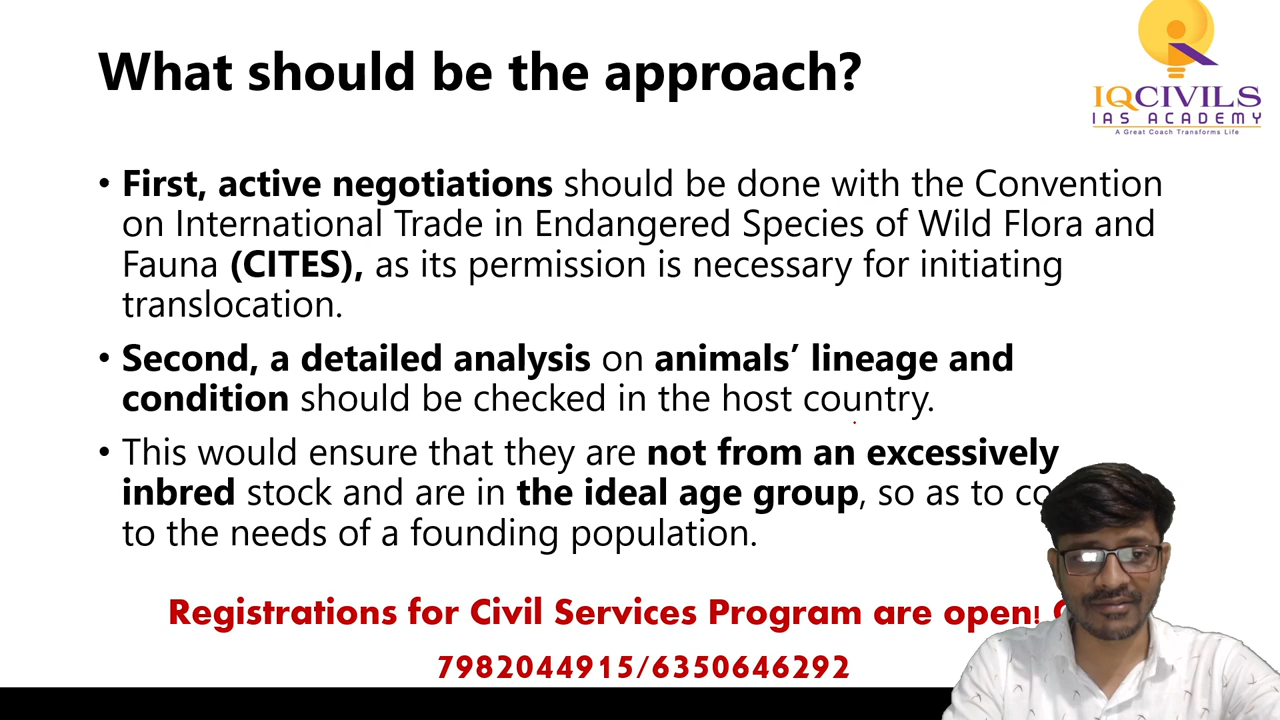 What should be the approach?
IQCIVILS
IAS ACADEMY
A Great Coach Transforms Life
• First, active negotiations should be done with the Convention
on International Trade in Endangered Species of Wild Flora and
Fauna (CITES), as its permission is necessary for initiating
translocation.
• Second, a detailed analysis on animals’ lineage and
condition should be checked in the host country.
• This would ensure that they are not from an excessively
inbred stock and are in the ideal age group, so as to
to the needs of a founding population.
Registrations for Civil Services Program are open!
7982044915/6350646292